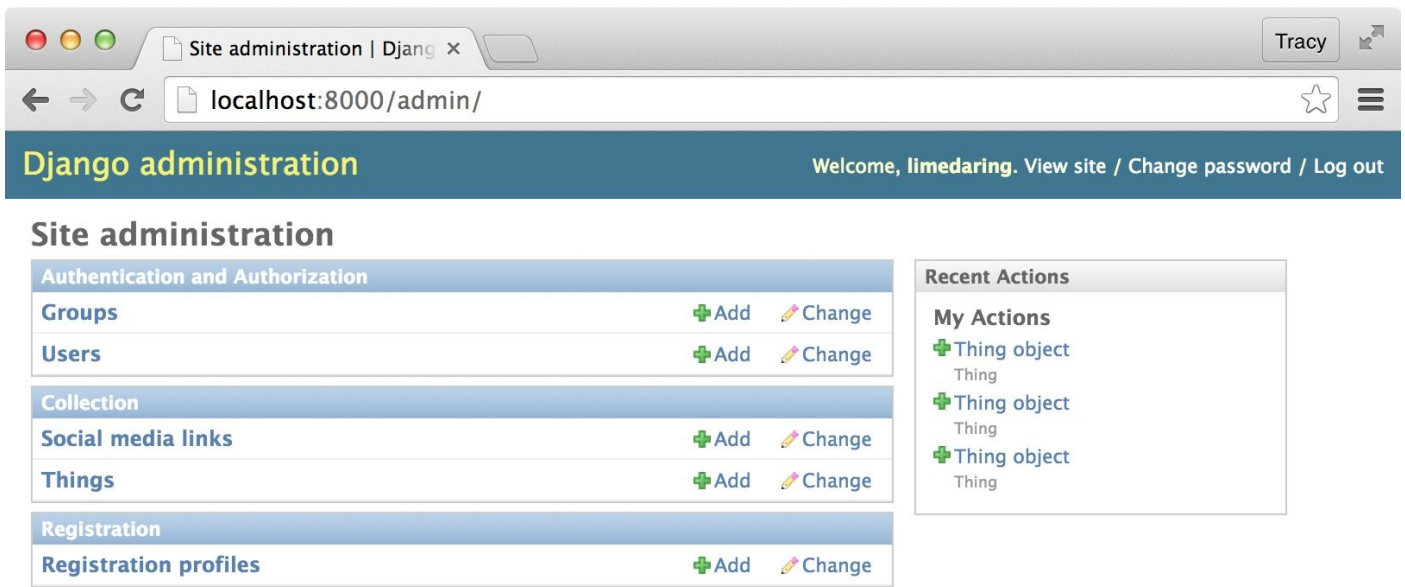 Site administration | Djang
Tracy
localhost:8000/admin/
Django administration
Welcome, limedaring. View site / Change password / Log out
Site administration
Authentication and Authorization
Groups Add Change
Users Add Change
Collection
Social media links Add Change
Things Add Change
Registration
Registration profiles Add Change
Recent Actions
My Actions
Thing object
Thing
Thing object
Thing
Thing object
Thing